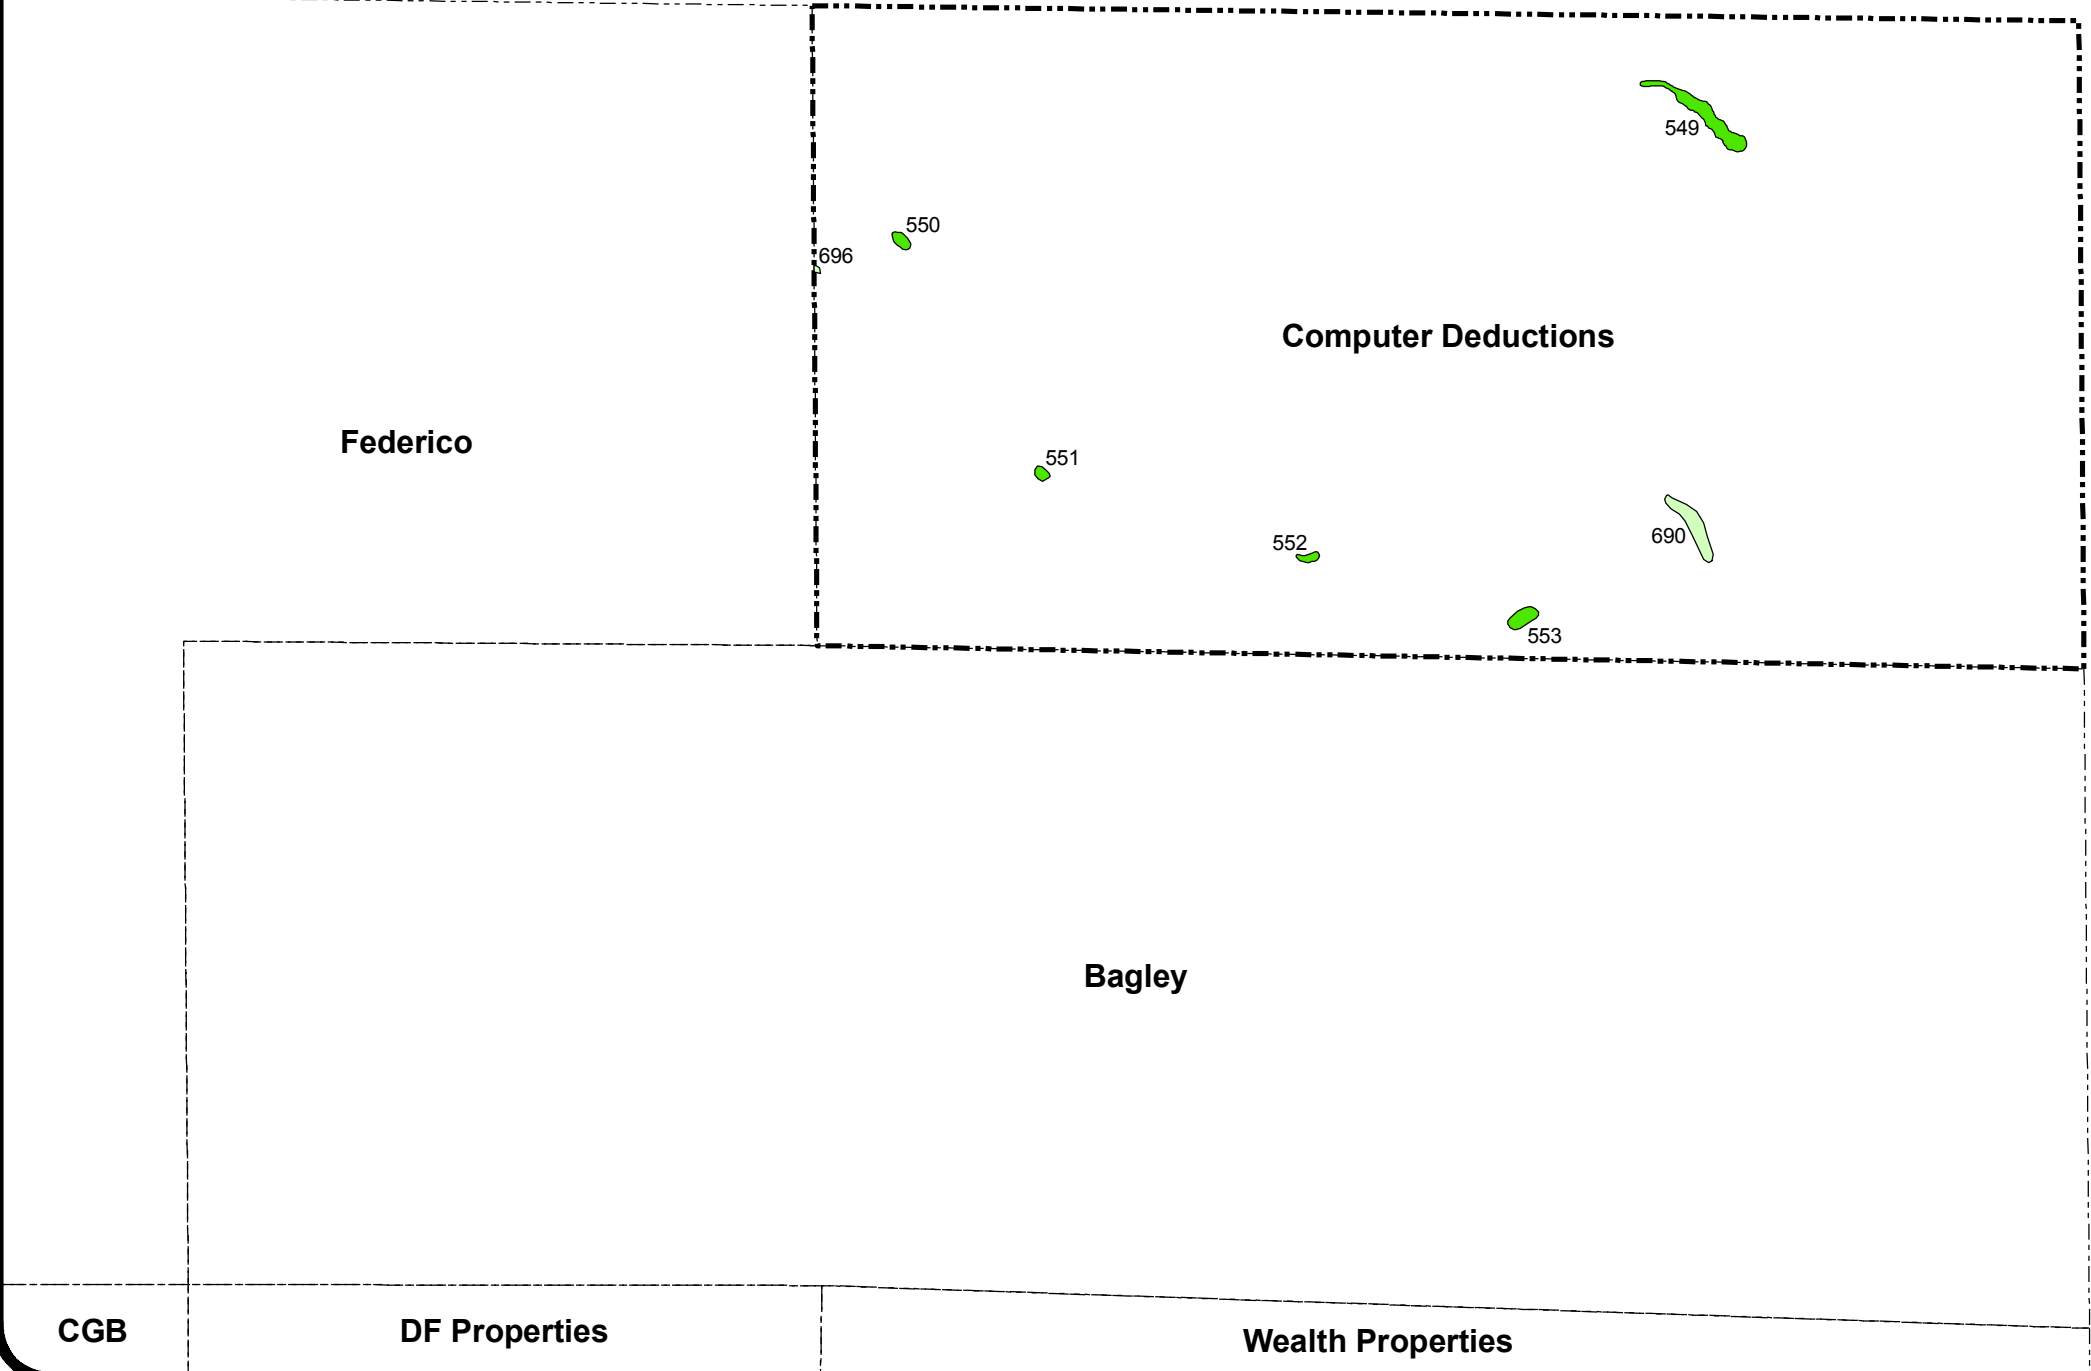 549
550
696
Computer Deductions
Federico
551
690
552
553
Bagley
CGB
DF Properties
Wealth Properties